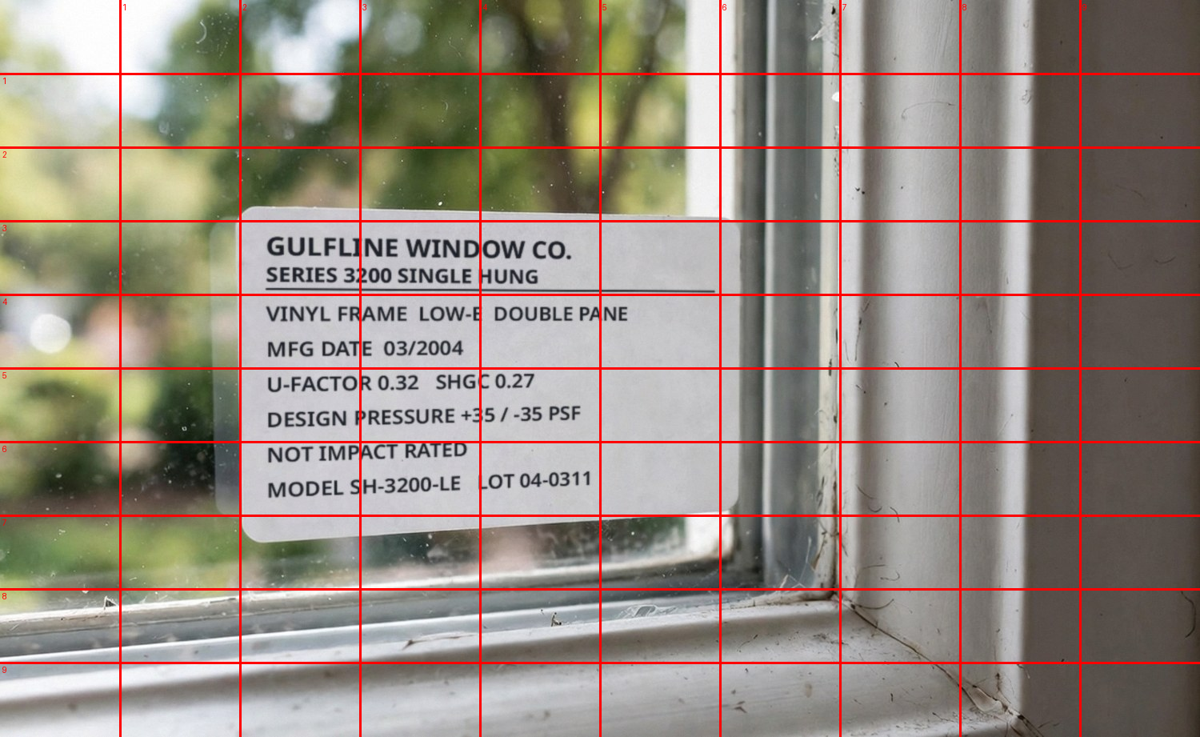 GULFLINE WINDOW CO.
SERIES 3200 SINGLE HUNG
VINYL FRAME LOW-E DOUBLE PANE
MFG DATE 03/2004
U-FACTOR 0.32 SHGC 0.27
DESIGN PRESSURE +35 / -35 PSF
NOT IMPACT RATED
MODEL SH-3200-LE LOT 04-0311